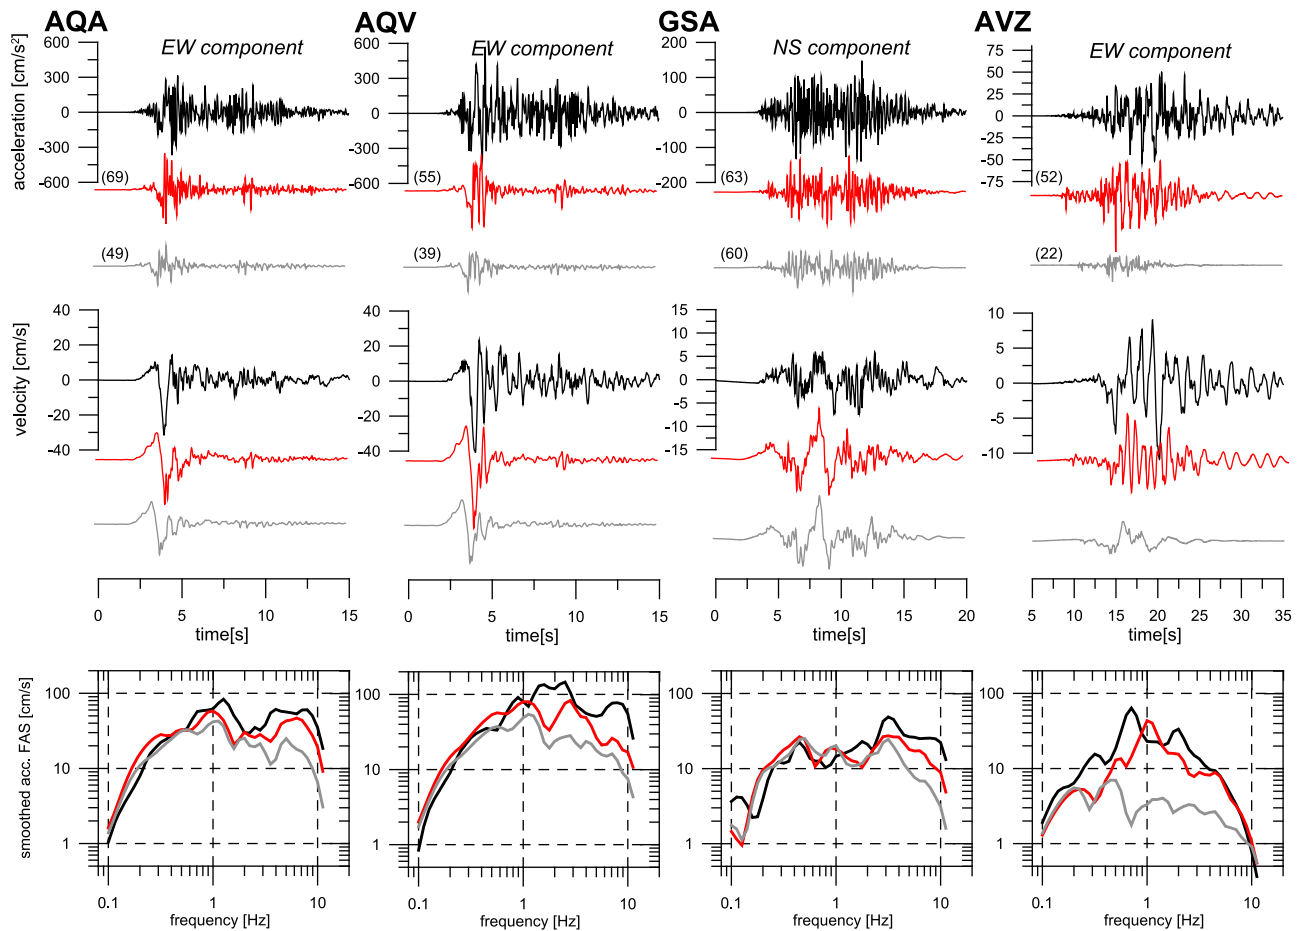 AQA AQV GSA AVZ
EW component EW component NS component EW component
acceleration [cm/s²]
600 300 0 -300 -600
600 300 0 -300 -600
200 100 0 -100 -200
75 50 25 0 -25 -50 -75
(69) (55) (63) (52)
(49) (39) (60) (22)
velocity [cm/s]
40 20 0 -20 -40
40 20 0 -20 -40
15 10 5 0 -5 -10 -15
10 5 0 -5 -10
0 5 10 15
0 5 10 15
0 5 10 15 20
5 10 15 20 25 30 35
time[s] time[s] time[s] time[s]
smoothed acc. FAS [cm/s]
100 10 1
100 10 1
100 10 1
100 10 1
0.1 1 10
0.1 1 10
0.1 1 10
0.1 1 10
frequency [Hz] frequency [Hz] frequency [Hz] frequency [Hz]